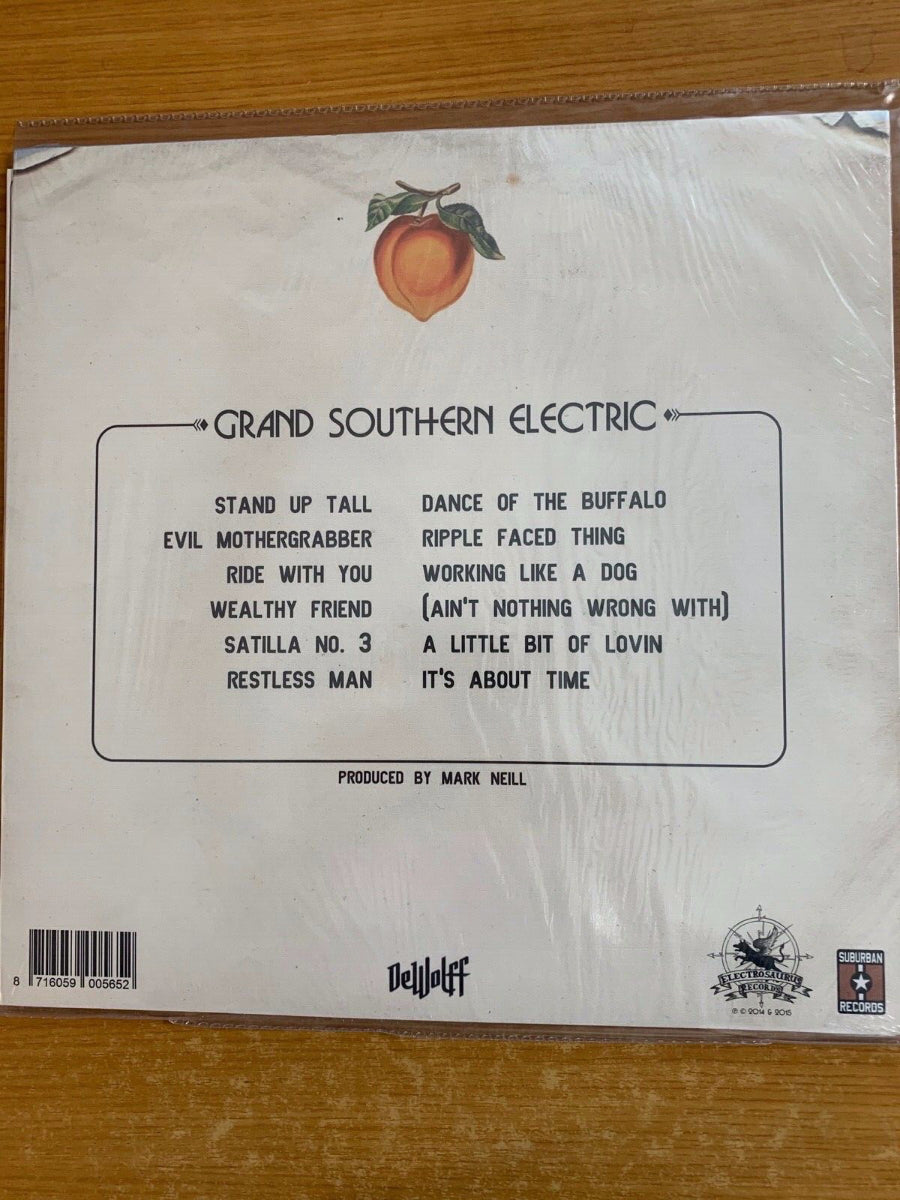 GRAND SOUTHERN ELECTRIC
STAND UP TALL
EVIL MOTHERGRABBER
RIDE WITH YOU
WEALTHY FRIEND
SATILLA NO. 3
RESTLESS MAN
DANCE OF THE BUFFALO
RIPPLE FACED THING
WORKING LIKE A DOG
(AIN'T NOTHING WRONG WITH)
A LITTLE BIT OF LOVIN
IT'S ABOUT TIME
PRODUCED BY MARK NEILL
8 716059 005652
DeWolff
ELECTROSAURUS
RECORDS
℗ © 2014 & 2015
SUBURBAN
RECORDS